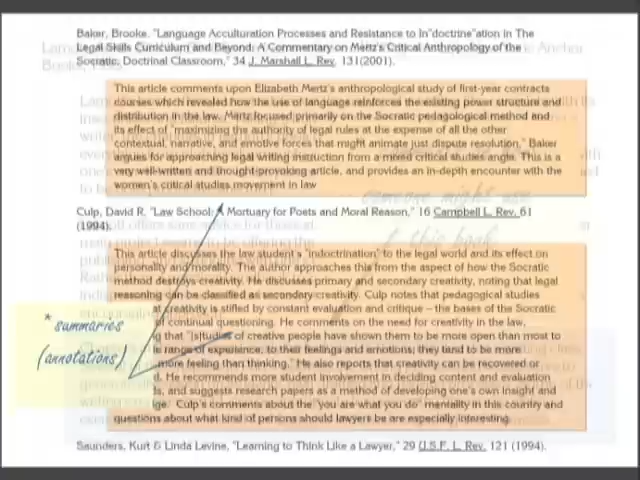 Baker, Brooke. "Language Acculturation Processes and Resistance to In"doctrine"ation in The
Legal Skills Curriculum and Beyond: A Commentary on Mertz's Critical Anthropology of the
Socratic, Doctrinal Classroom," 34 J. Marshall L. Rev. 131(2001).
This article comments upon Elizabeth Mertz's anthropological study of first-year contracts
courses which revealed how the use of language reinforces the existing power structure and
distribution in the law. Mertz focused primarily on the Socratic pedagogical method and
its effect of "maximizing the authority of legal rules at the expense of all the other
contextual, narrative, and emotive forces that might animate just dispute resolution." Baker
argues for approaching legal writing instruction from a mixed critical studies angle. This is a
very well-written and thought-provoking article, and provides an in-depth encounter with the
women's critical studies movement in law
someone might use
this book
Culp, David R. "Law School: A Mortuary for Poets and Moral Reason," 16 Campbell L. Rev. 61
(1994).
This article discusses the law student's "indoctrination" to the legal world and its effect on
personality and morality. The author approaches this from the aspect of how the Socratic
method destroys creativity. He discusses primary and secondary creativity, noting that legal
reasoning can be classified as secondary creativity. Culp notes that pedagogical studies
at creativity is stifled by constant evaluation and critique – the bases of the Socratic
f continual questioning. He comments on the need for creativity in the law,
g that "[s]tudies of creative people have shown them to be more open than most to
e range of experience, to their feelings and emotions; they tend to be more
more feeling than thinking." He also reports that creativity can be recovered or
d. He recommends more student involvement in deciding content and evaluation
ls, and suggests research papers as a method of developing one's own insight and
ge. Culp's comments about the "you are what you do" mentality in this country and
questions about what kind of persons should lawyers be are especially interesting
* summaries
(annotations)
Saunders, Kurt & Linda Levine, "Learning to Think Like a Lawyer," 29 U.S.F. L. Rev. 121 (1994).